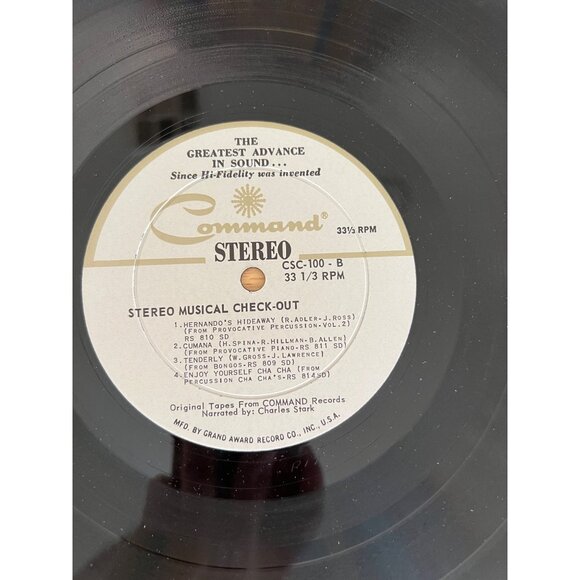 THE
GREATEST ADVANCE
IN SOUND...
Since Hi-Fidelity was invented
Command®
33⅓ RPM
STEREO
CSC-100 - B
33 1/3 RPM
STEREO MUSICAL CHECK-OUT
1. HERNANDO'S HIDEAWAY (R.ADLER-J.ROSS)
(FROM PROVOCATIVE PERCUSSION-VOL.2)
RS 810 SD
2. CUMANA (H.SPINA-R.HILLMAN-B.ALLEN)
(FROM PROVOCATIVE PIANO-RS 811 SD)
3. TENDERLY (W.GROSS-J.LAWRENCE)
(FROM BONGOS-RS 809 SD)
4. ENJOY YOURSELF CHA CHA (FROM
PERCUSSION CHA CHA'S-RS 814SD)
Original Tapes From COMMAND Records
Narrated by: Charles Stark
MFD. BY GRAND AWARD RECORD CO., INC., U.S.A.